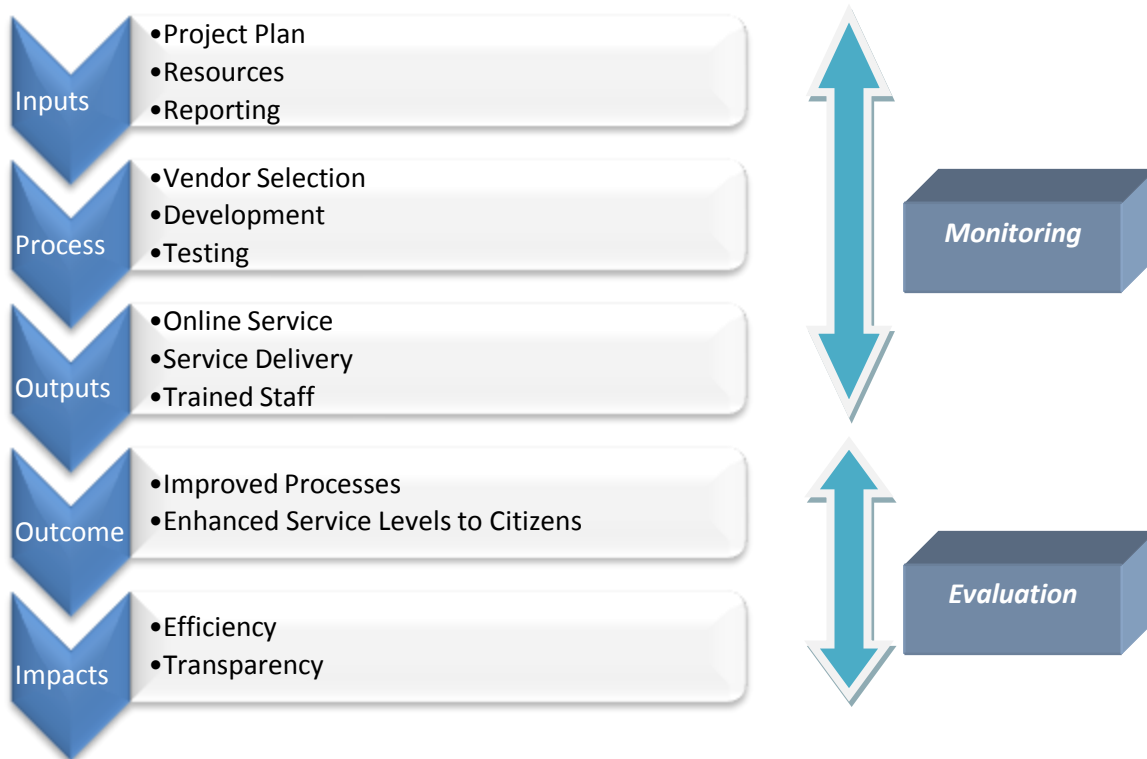 Inputs
•Project Plan
•Resources
•Reporting
Process
•Vendor Selection
•Development
•Testing
Monitoring
Outputs
•Online Service
•Service Delivery
•Trained Staff
Outcome
•Improved Processes
•Enhanced Service Levels to Citizens
Impacts
•Efficiency
•Transparency
Evaluation